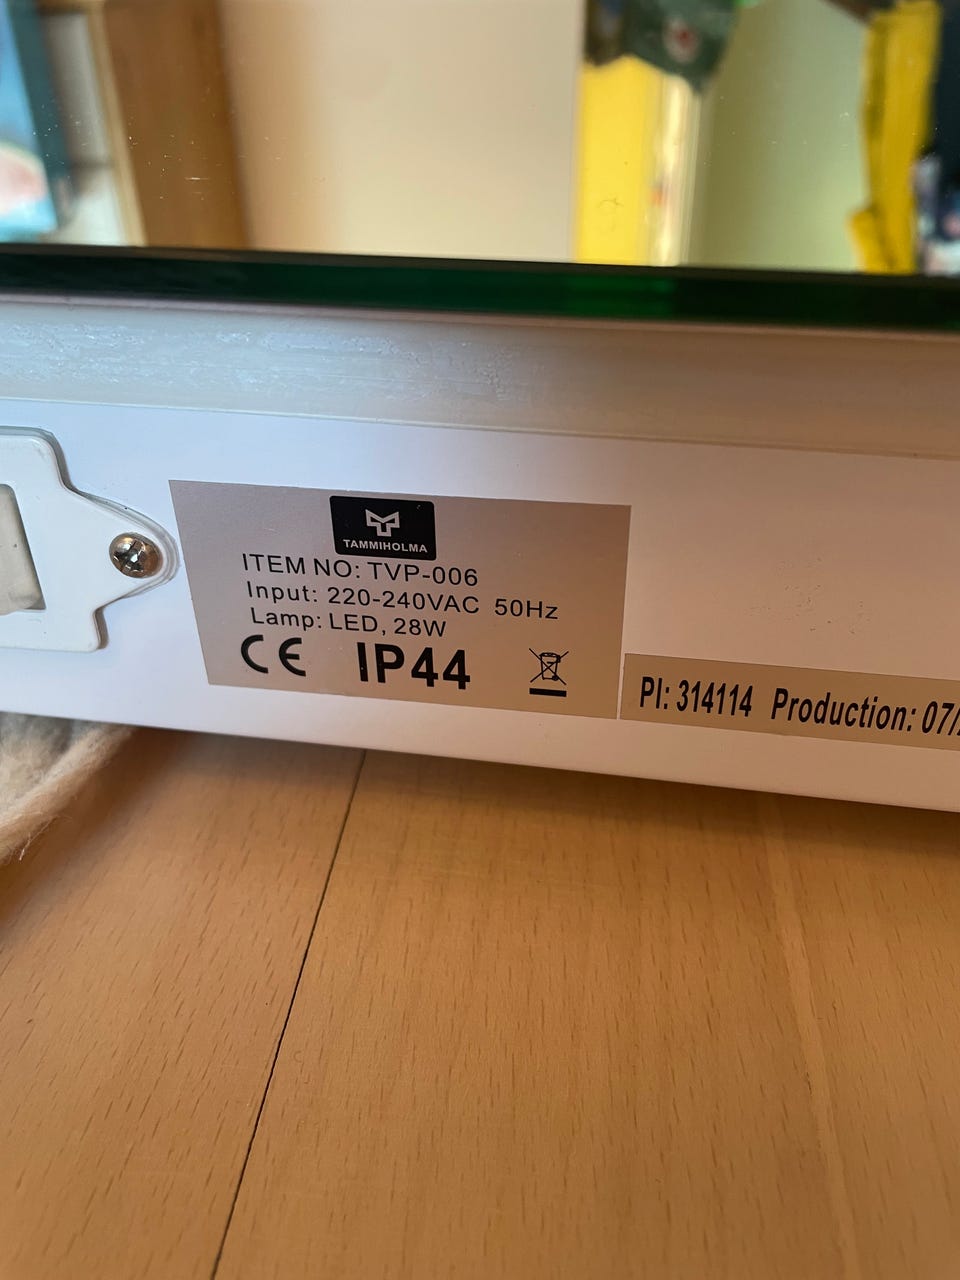 TAMMIHOLMA
ITEM NO: TVP-006
Input: 220-240VAC 50Hz
Lamp: LED, 28W
CE IP44
PI: 314114 Production: 07/